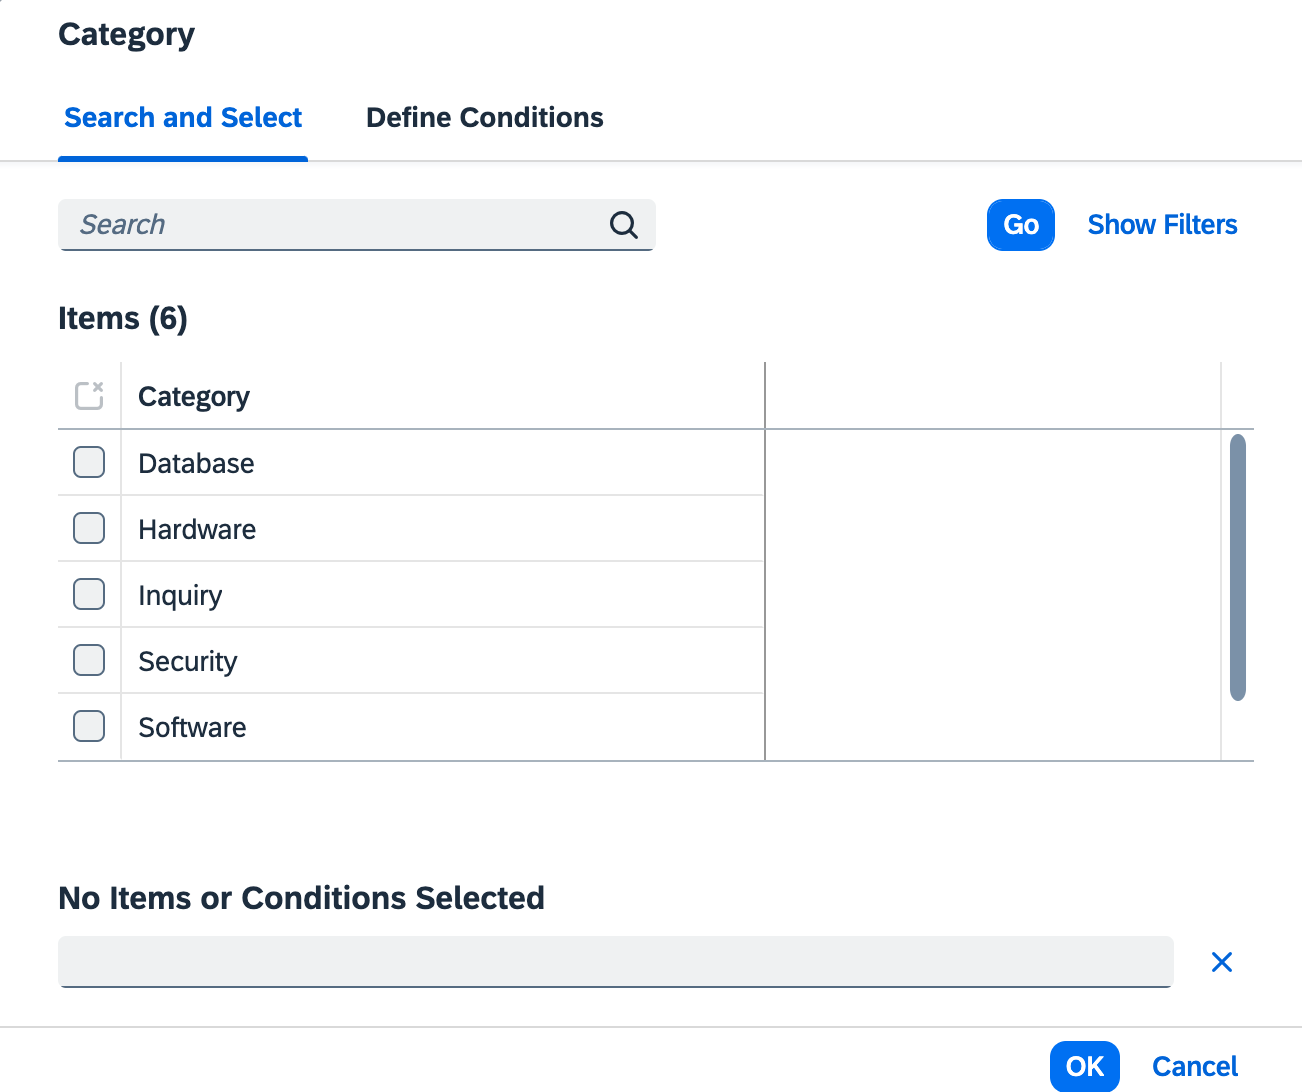 Category
Search and Select
Define Conditions
Search
Go
Show Filters
Items (6)
Category
Database
Hardware
Inquiry
Security
Software
No Items or Conditions Selected
OK
Cancel